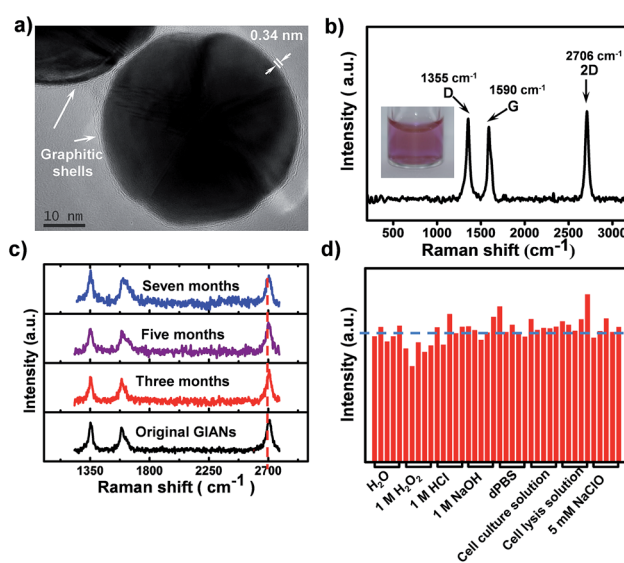 a)
0.34 nm
Graphitic
shells
10 nm
b)
Intensity (a.u.)
1355 cm⁻¹
D
1590 cm⁻¹
G
2706 cm⁻¹
2D
500 1000 1500 2000 2500 3000
Raman shift (cm⁻¹)
c)
Intensity (a.u.)
Seven months
Five months
Three months
Original GIANs
1350 1800 2250 2700
Raman shift ( cm⁻¹)
d)
Intensity (a.u.)
H₂O
1 M H₂O₂
1 M HCl
1 M NaOH
dPBS
Cell culture solution
Cell lysis solution
5 mM NaClO